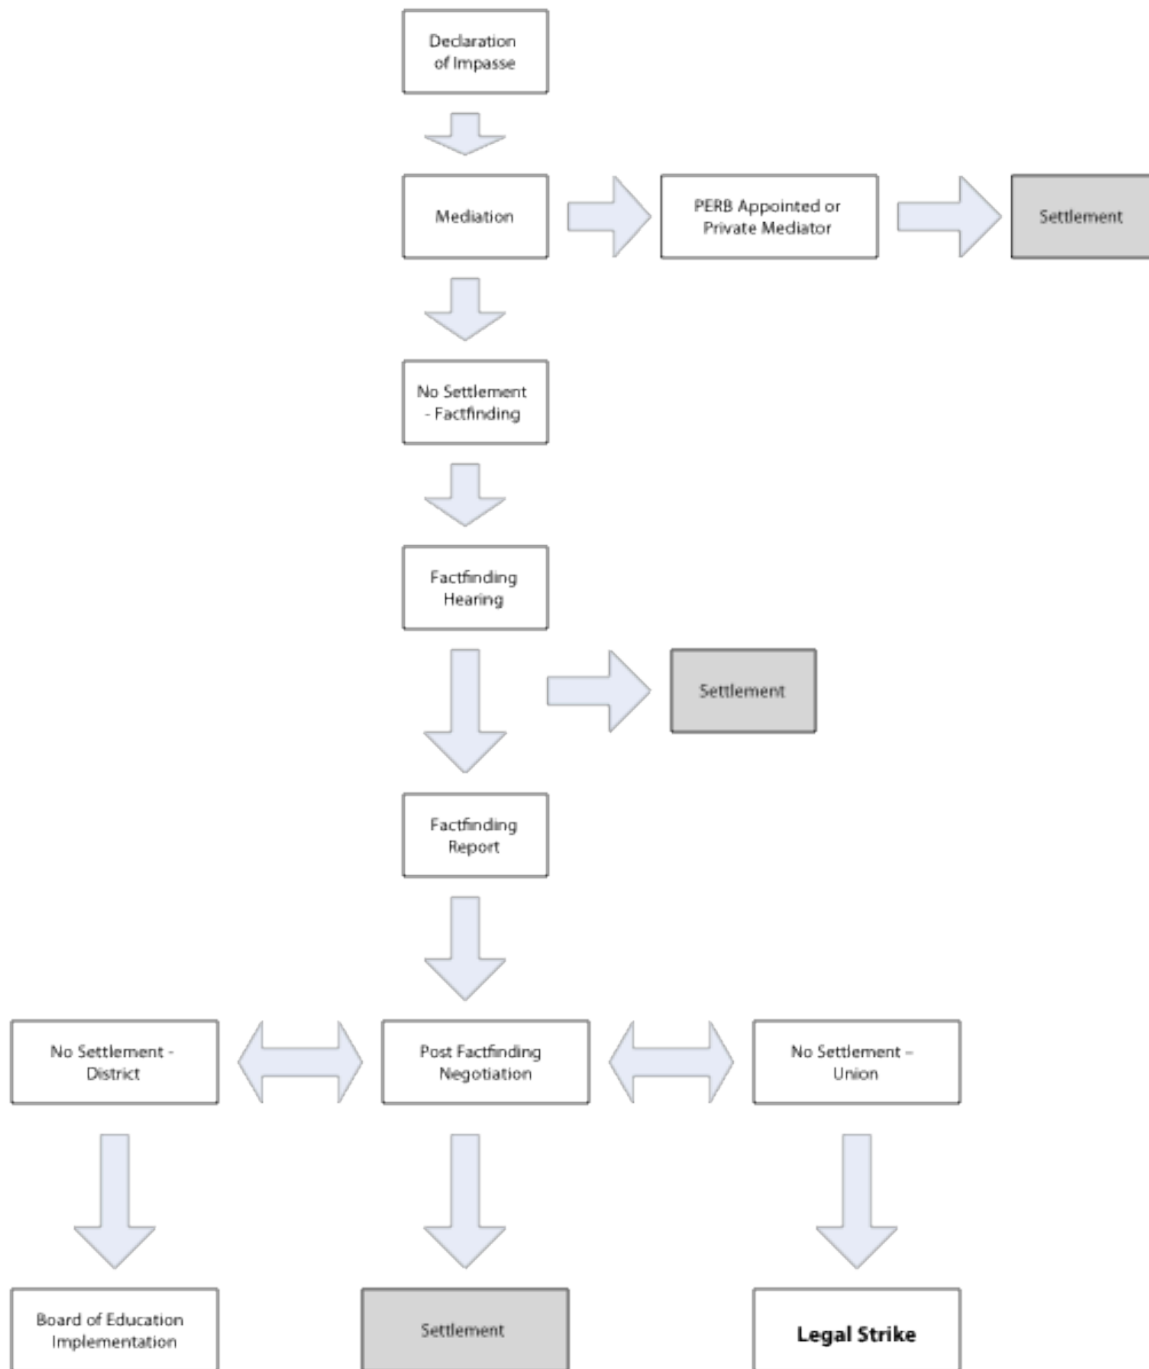 Declaration
of Impasse
Mediation
PERB Appointed or
Private Mediator
Settlement
No Settlement
- Factfinding
Factfinding
Hearing
Settlement
Factfinding
Report
No Settlement -
District
Post Factfinding
Negotiation
No Settlement –
Union
Board of Education
Implementation
Settlement
Legal Strike